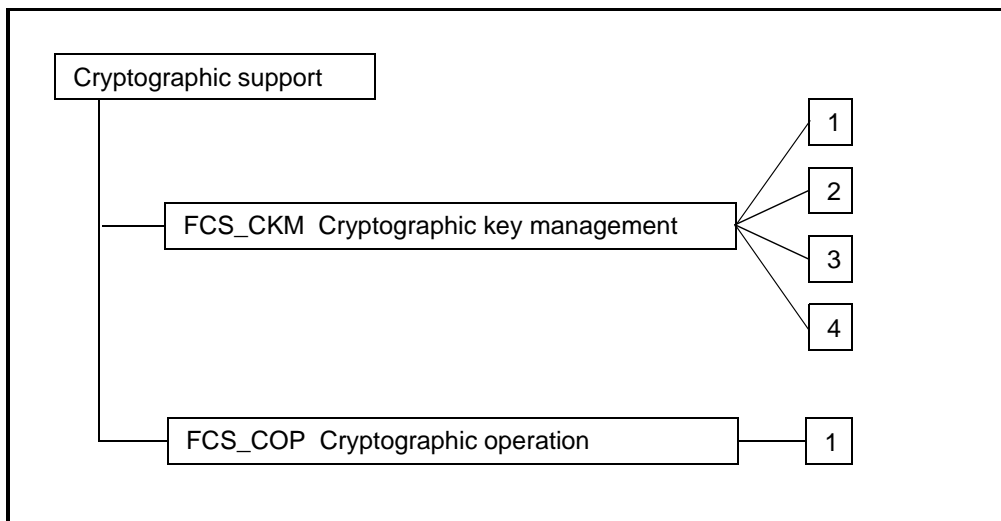 Cryptographic support
1
2
FCS_CKM Cryptographic key management
3
4
FCS_COP Cryptographic operation 1